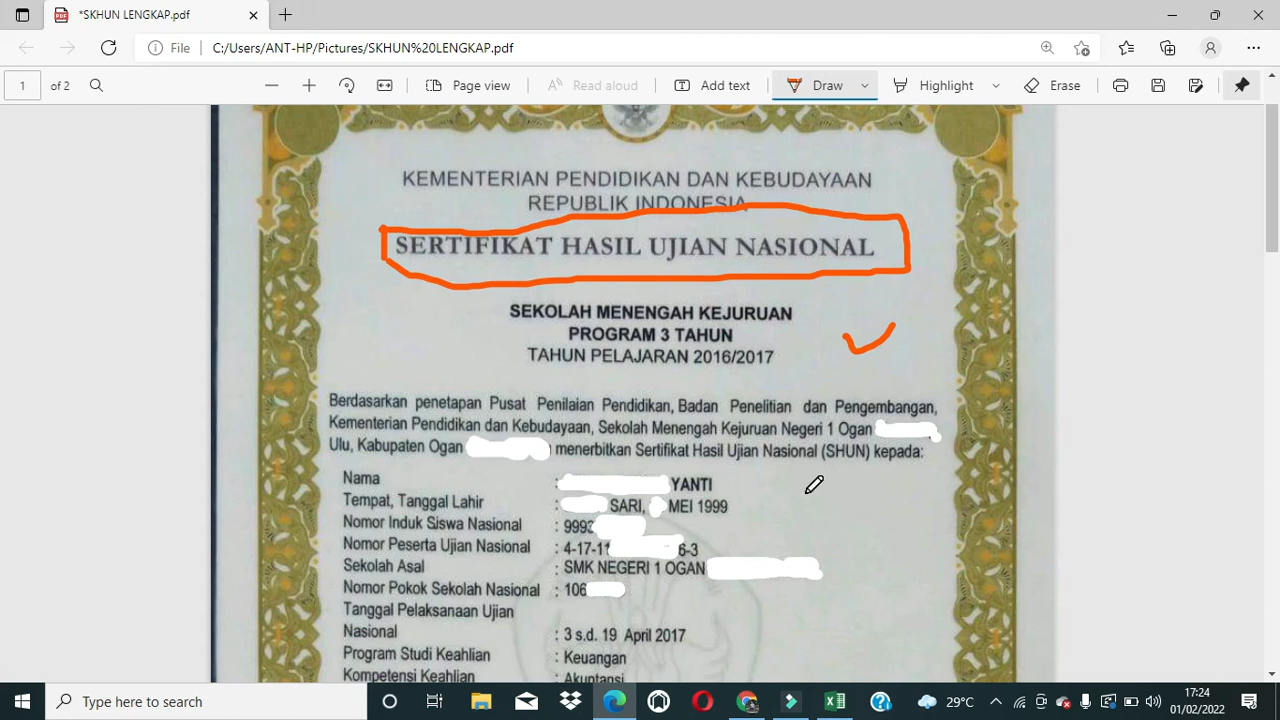 *SKHUN LENGKAP.pdf
File C:/Users/ANT-HP/Pictures/SKHUN%20LENGKAP.pdf
1 of 2 Page view Read aloud Add text Draw Highlight Erase
KEMENTERIAN PENDIDIKAN DAN KEBUDAYAAN
REPUBLIK INDONESIA
SERTIFIKAT HASIL UJIAN NASIONAL
SEKOLAH MENENGAH KEJURUAN
PROGRAM 3 TAHUN
TAHUN PELAJARAN 2016/2017
Berdasarkan penetapan Pusat Penilaian Pendidikan, Badan Penelitian dan Pengembangan,
Kementerian Pendidikan dan Kebudayaan, Sekolah Menengah Kejuruan Negeri 1 Ogan
Ulu, Kabupaten Ogan menerbitkan Sertifikat Hasil Ujian Nasional (SHUN) kepada:
Nama : YANTI
Tempat, Tanggal Lahir : SARI, MEI 1999
Nomor Induk Siswa Nasional : 9993
Nomor Peserta Ujian Nasional : 4-17-11 6-3
Sekolah Asal : SMK NEGERI 1 OGAN
Nomor Pokok Sekolah Nasional : 106
Tanggal Pelaksanaan Ujian
Nasional : 3 s.d. 19 April 2017
Program Studi Keahlian : Keuangan
Kompetensi Keahlian : Akuntansi
Type here to search
29°C
17:24
01/02/2022